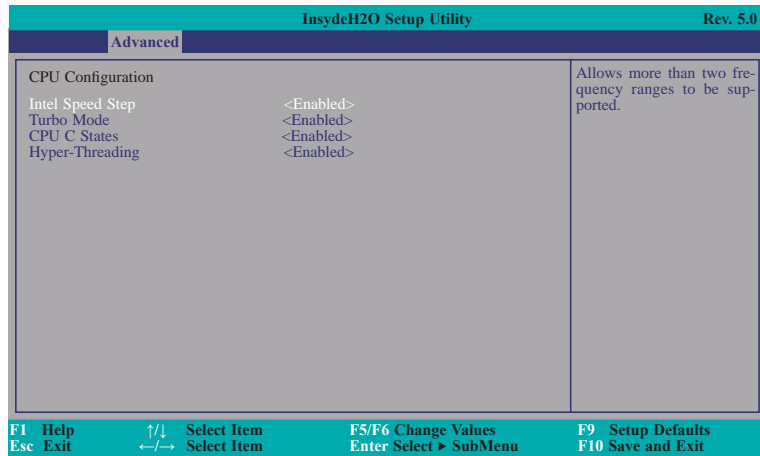 InsydeH2O Setup Utility Rev. 5.0
Advanced
CPU Configuration
Intel Speed Step <Enabled>
Turbo Mode <Enabled>
CPU C States <Enabled>
Hyper-Threading <Enabled>
Allows more than two fre-
quency ranges to be sup-
ported.
F1 Help ↑/↓ Select Item F5/F6 Change Values F9 Setup Defaults
Esc Exit ←/→ Select Item Enter Select ► SubMenu F10 Save and Exit